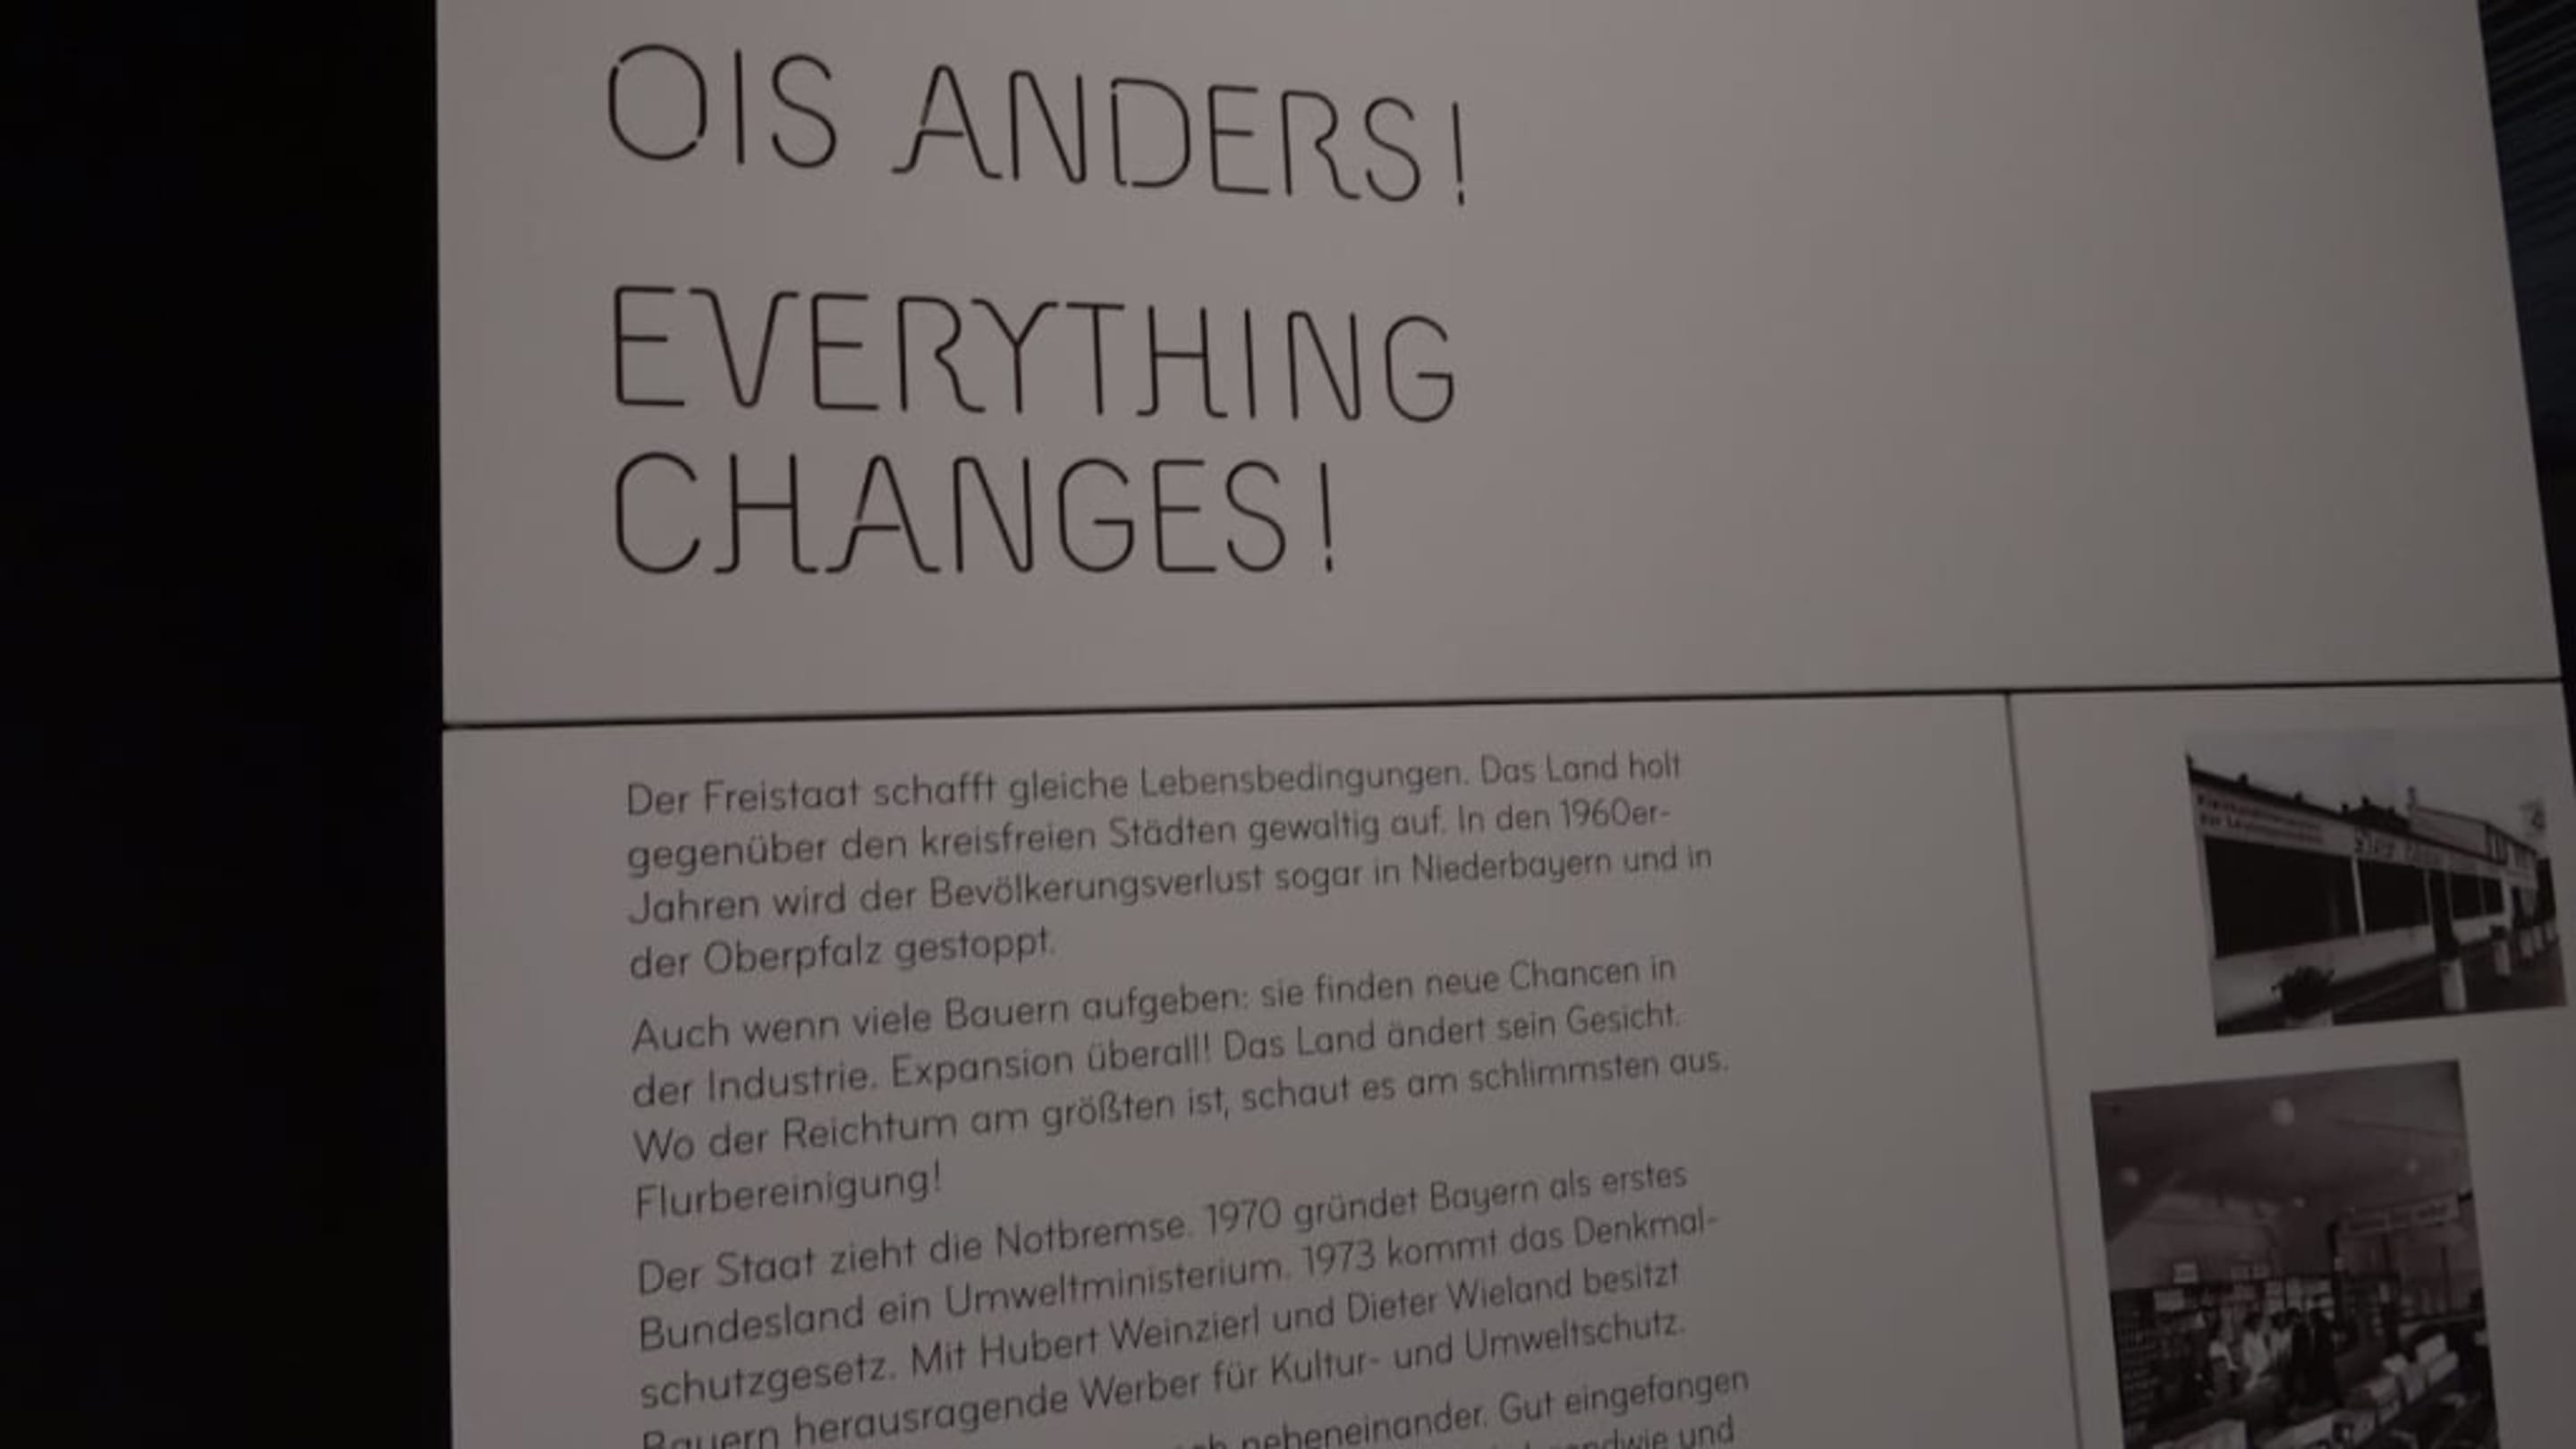 OIS ANDERS!
EVERYTHING
CHANGES!
Der Freistaat schafft gleiche Lebensbedingungen. Das Land holt
gegenüber den kreisfreien Städten gewaltig auf. In den 1960er-
Jahren wird der Bevölkerungsverlust sogar in Niederbayern und in
der Oberpfalz gestoppt.
Auch wenn viele Bauern aufgeben: sie finden neue Chancen in
der Industrie. Expansion überall! Das Land ändert sein Gesicht.
Wo der Reichtum am größten ist, schaut es am schlimmsten aus.
Flurbereinigung!
Der Staat zieht die Notbremse. 1970 gründet Bayern als erstes
Bundesland ein Umweltministerium. 1973 kommt das Denkmal-
schutzgesetz. Mit Hubert Weinzierl und Dieter Wieland besitzt
Bayern herausragende Werber für Kultur- und Umweltschutz.
nebeneinander. Gut eingefangen
und